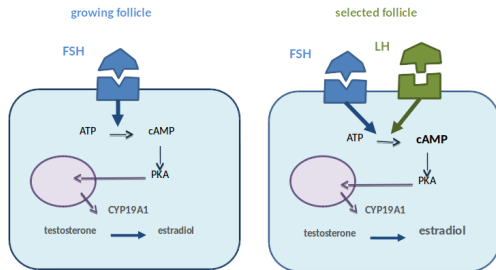 growing follicle
FSH
ATP
cAMP
PKA
CYP19A1
testosterone
estradiol
selected follicle
FSH
LH
ATP
cAMP
PKA
CYP19A1
testosterone
estradiol